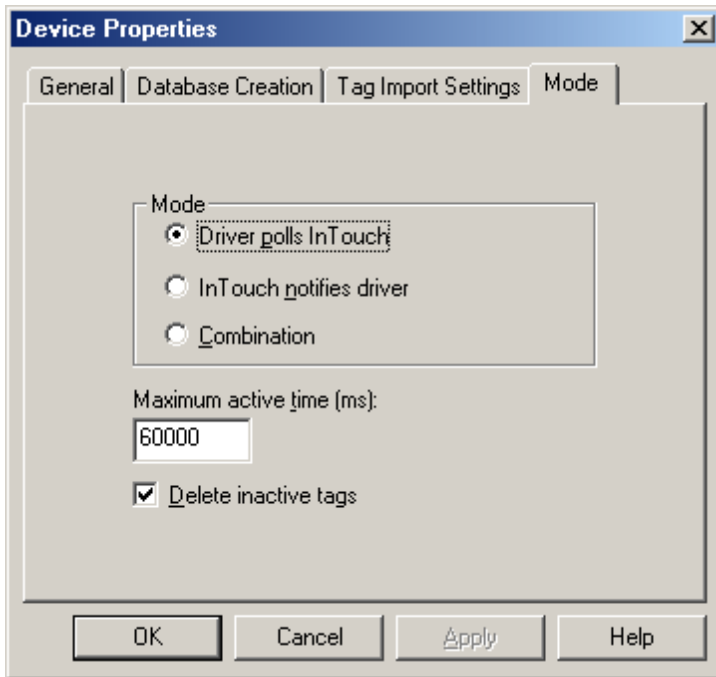 Device Properties
General Database Creation Tag Import Settings Mode
Mode
Driver polls InTouch
InTouch notifies driver
Combination
Maximum active time (ms):
60000
Delete inactive tags
OK Cancel Apply Help